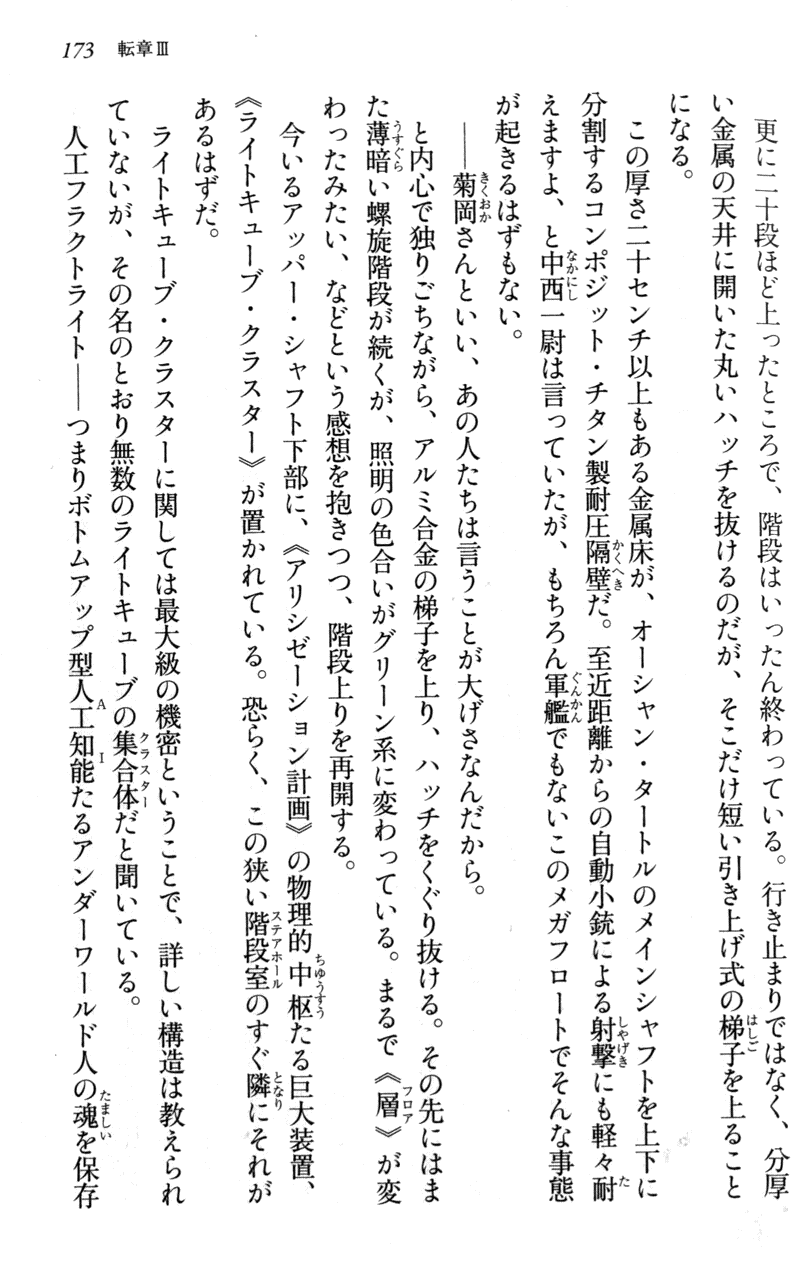 173 転章Ⅲ
更に二十段ほど上ったところで、階段はいったん終わっている。行き止まりではなく、分厚
い金属の天井に開いた丸いハッチを抜けるのだが、そこだけ短い引き上げ式の梯子を上ること
になる。
この厚さ二十センチ以上もある金属床が、オーシャン・タートルのメインシャフトを上下に
分割するコンポジット・チタン製耐圧隔壁だ。至近距離からの自動小銃による射撃にも軽々耐
えますよ、と中西一尉は言っていたが、もちろん軍艦でもないこのメガフロートでそんな事態
が起きるはずもない。
――菊岡さんといい、あの人たちは言うことが大げさなんだから。
と内心で独りごちながら、アルミ合金の梯子を上り、ハッチをくぐり抜ける。その先にはま
た薄暗い螺旋階段が続くが、照明の色合いがグリーン系に変わっている。まるで《層》が変
わったみたい、などという感想を抱きつつ、階段上りを再開する。
今いるアッパー・シャフト下部に、《アリシゼーション計画》の物理的中枢たる巨大装置、
《ライトキューブ・クラスター》が置かれている。恐らく、この狭い階段室のすぐ隣にそれが
あるはずだ。
ライトキューブ・クラスターに関しては最大級の機密ということで、詳しい構造は教えられ
ていないが、その名のとおり無数のライトキューブの集合体だと聞いている。
人工フラクトライト――つまりボトムアップ型人工知能たるアンダーワールド人の魂を保存